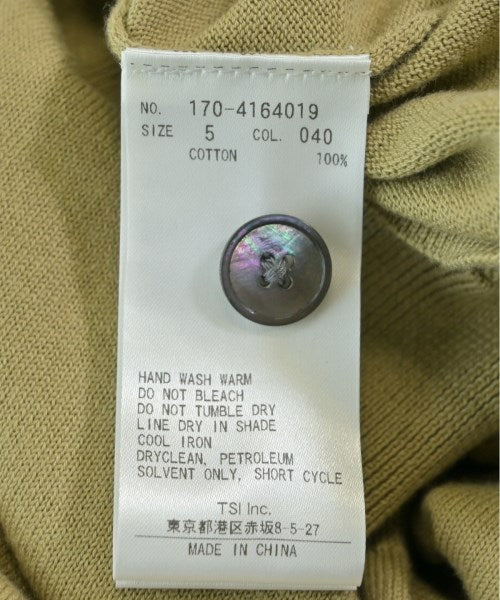 NO. 170-4164019
SIZE 5 COL. 040
COTTON 100%
HAND WASH WARM
DO NOT BLEACH
DO NOT TUMBLE DRY
LINE DRY IN SHADE
COOL IRON
DRYCLEAN, PETROLEUM
SOLVENT ONLY, SHORT CYCLE
TSI Inc.
東京都港区赤坂8-5-27
MADE IN CHINA